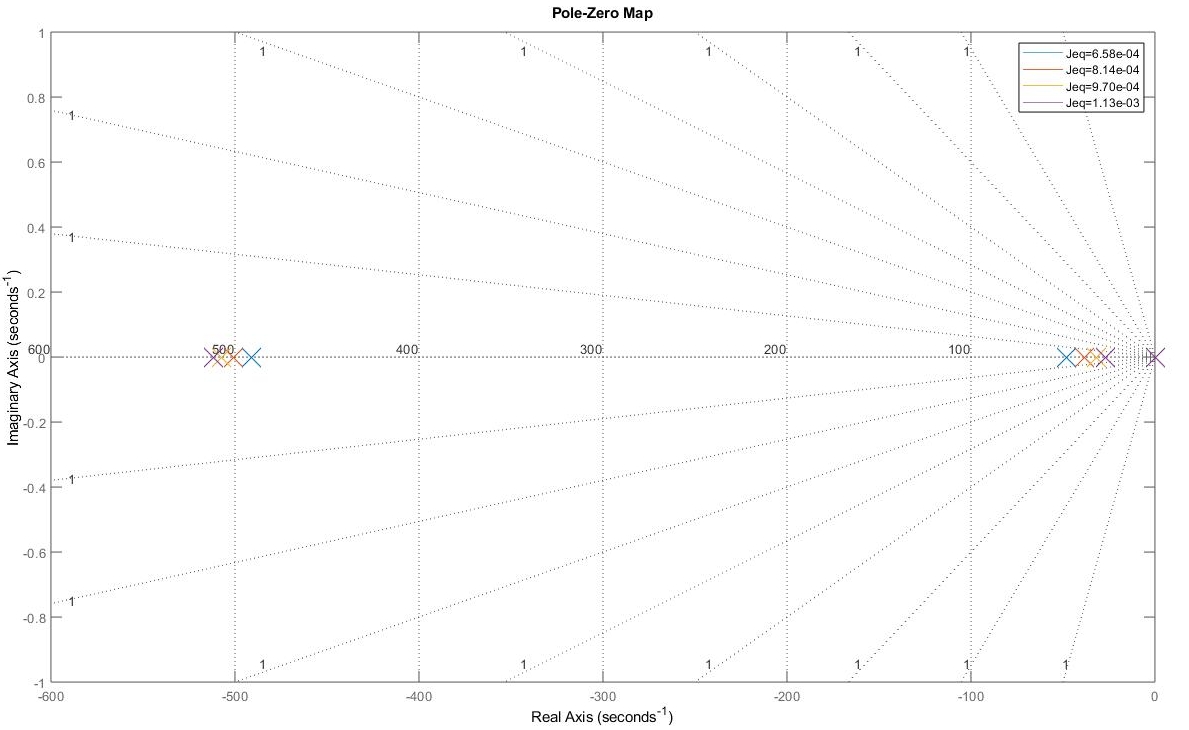 Pole-Zero Map
1
1 1 1 1 1
Jeq=6.58e-04
Jeq=8.14e-04
Jeq=9.70e-04
Jeq=1.13e-03
0.8
1
0.6
0.4
1
0.2
600 500 400 300 200 100
0
-0.2
-0.4
1
-0.6
1
-0.8
1 1 1 1 1 1
-1
-600 -500 -400 -300 -200 -100 0
Real Axis (seconds-1)
Imaginary Axis (seconds-1)